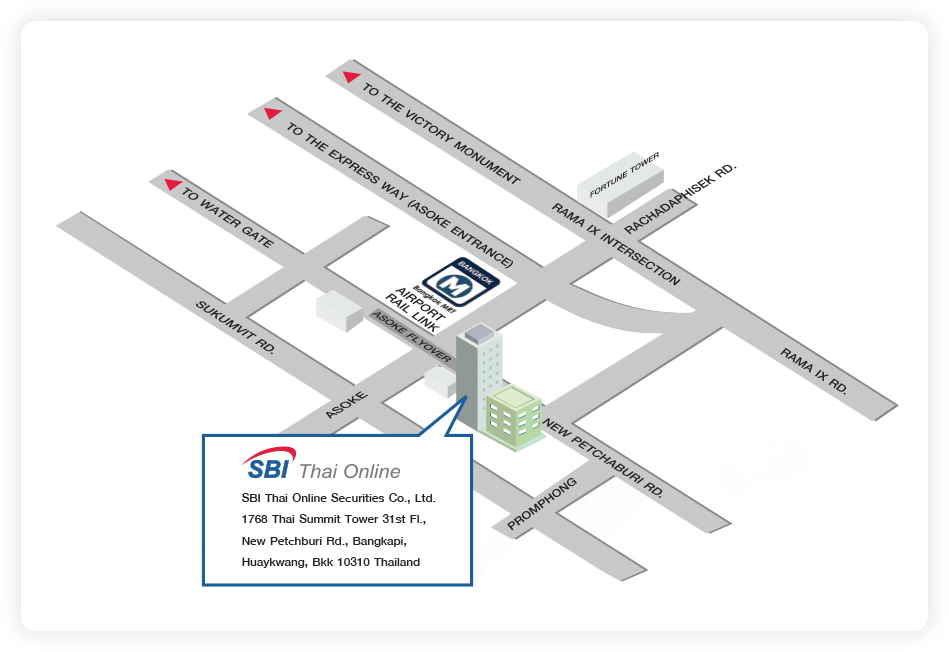 TO THE VICTORY MONUMENT
FORTUNE TOWER
RACHADAPHISEK RD.
TO THE EXPRESS WAY (ASOKE ENTRANCE)
RAMA IX INTERSECTION
TO WATER GATE
BANGKOK
M
Bangkok MRT
AIRPORT
RAIL LINK
SUKUMVIT RD.
ASOKE FLYOVER
RAMA IX RD.
ASOKE
NEW PETCHABURI RD.
PROMPHONG
SBI Thai Online
SBI Thai Online Securities Co., Ltd.
1768 Thai Summit Tower 31st Fl.,
New Petchburi Rd., Bangkapi,
Huaykwang, Bkk 10310 Thailand